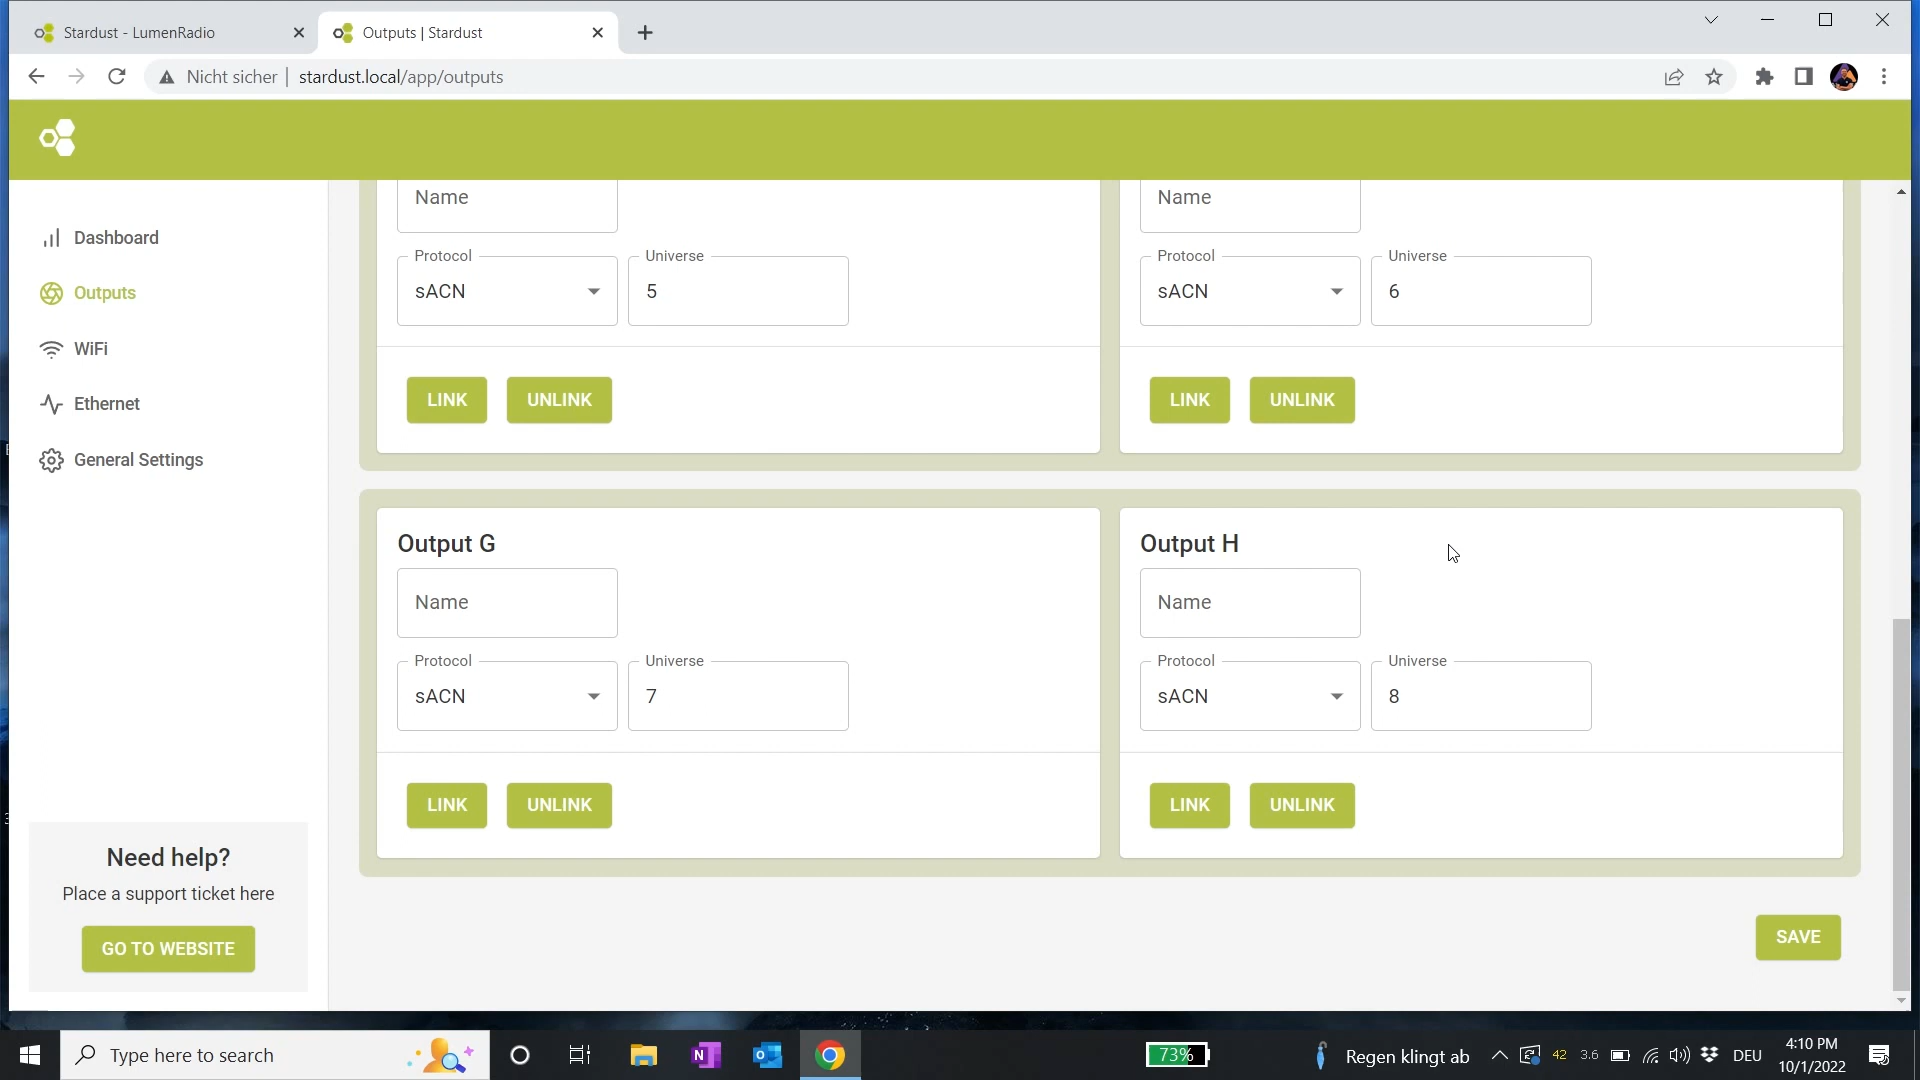 Stardust - LumenRadio
Outputs | Stardust
Nicht sicher | stardust.local/app/outputs
Dashboard
Outputs
WiFi
Ethernet
General Settings
Name
Name
Protocol
Universe
Protocol
Universe
sACN
5
sACN
6
LINK
UNLINK
LINK
UNLINK
Output G
Output H
Name
Name
Protocol
Universe
Protocol
Universe
sACN
7
sACN
8
LINK
UNLINK
LINK
UNLINK
SAVE
Need help?
Place a support ticket here
GO TO WEBSITE
Type here to search
73%
Regen klingt ab
42
3.6
DEU
4:10 PM
10/1/2022